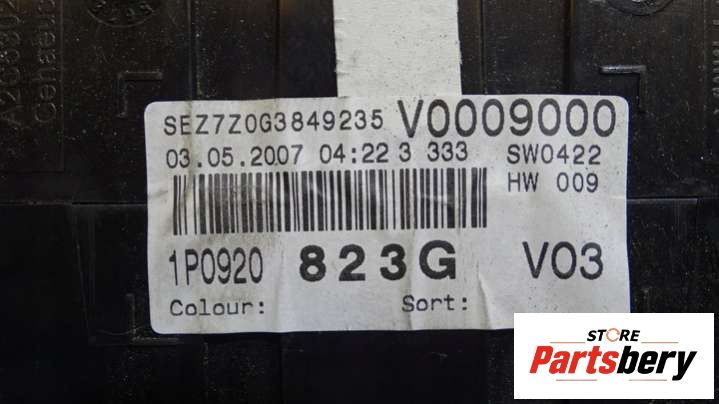 Gehaeus
SEZ7Z0G3849235 V0009000
03.05.2007 04:22 3 333 SW0422
HW 009
1P0920 823G V03
Colour: Sort:
STORE
Partsbery